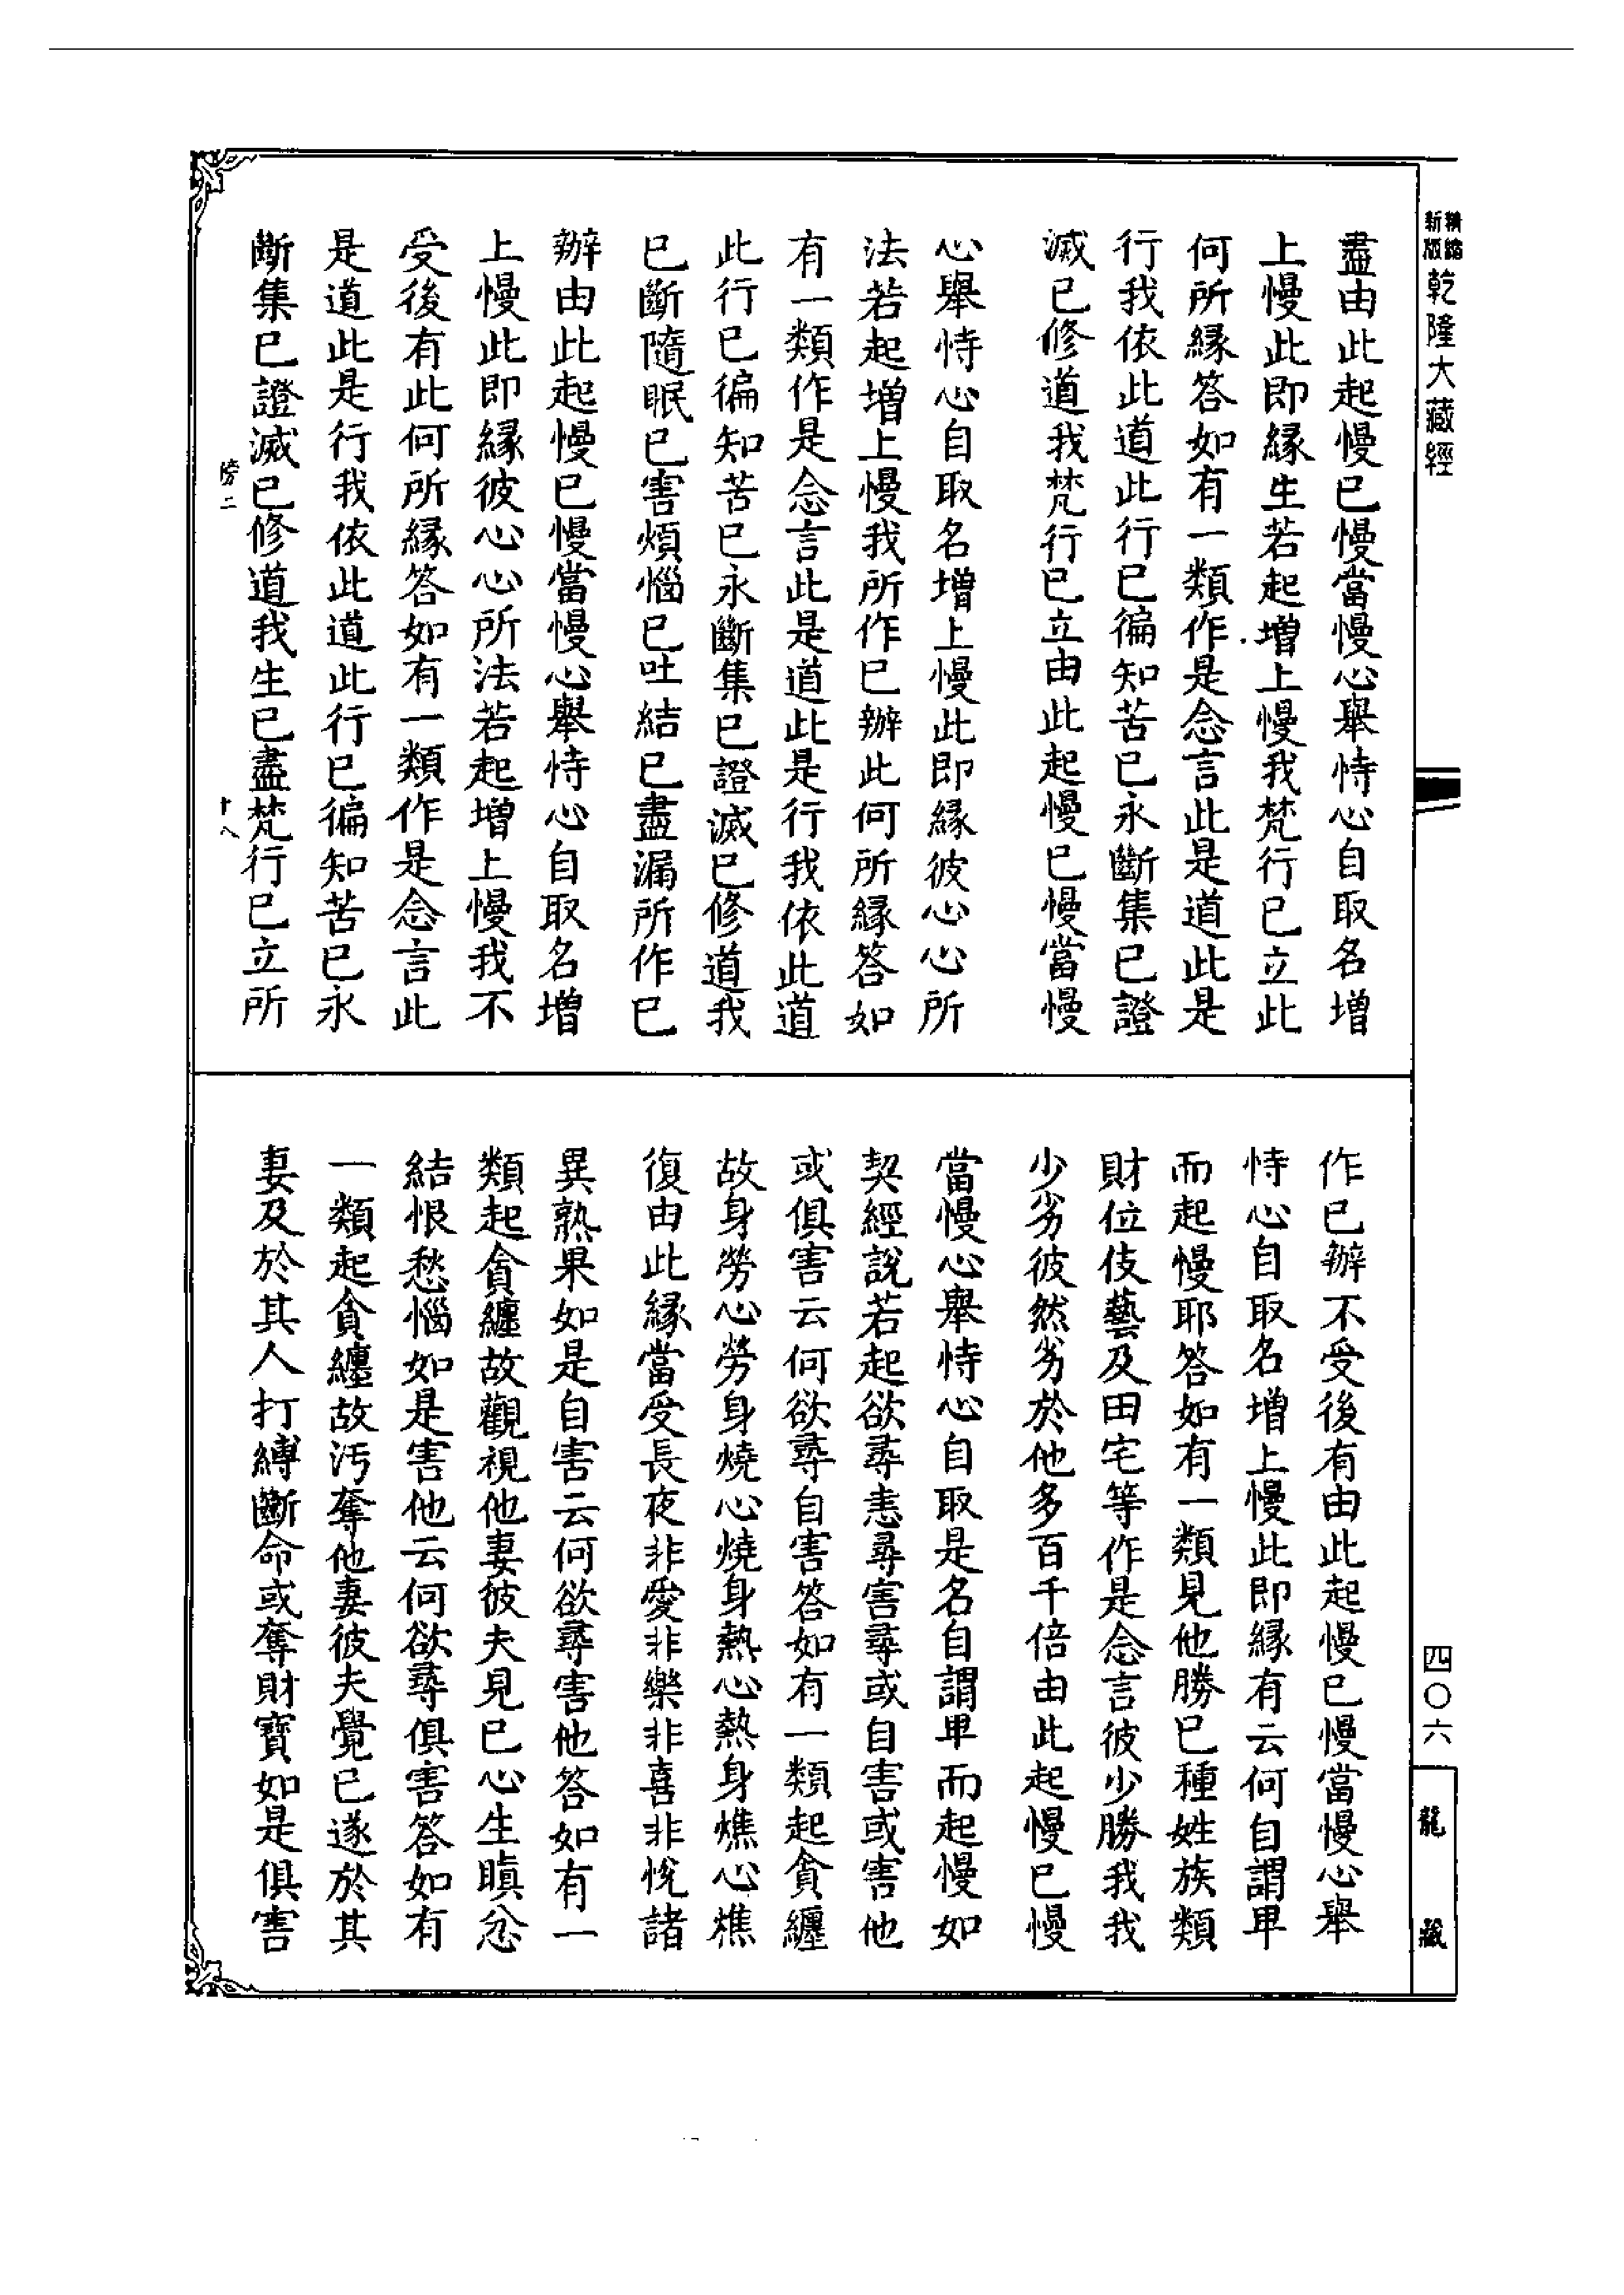 精縮
新版
乾隆大藏經
盡由此起慢已慢當慢心舉恃心自取名增
上慢此即緣生若起增上慢我梵行已立此
何所緣答如有一類作是念言此是道此是
行我依此道此行已徧知苦已永斷集已證
滅已修道我梵行已立由此起慢已慢當慢
心舉恃心自取名增上慢此即緣彼心心所
法若起增上慢我所作已辦此何所緣答如
有一類作是念言此是道此是行我依此道
此行已徧知苦已永斷集已證滅已修道我
已斷隨眠已害煩惱已吐結已盡漏所作已
辦由此起慢已慢當慢心舉恃心自取名增
上慢此即緣彼心心所法若起增上慢我不
受後有此何所緣答如有一類作是念言此
是道此是行我依此道此行已徧知苦已永
斷集已證滅已修道我生已盡梵行已立所
十八
作已辦不受後有由此起慢已慢當慢心舉
恃心自取名增上慢此即緣有云何自謂卑
而起慢耶答如有一類見他勝已種姓族類
財位伎藝及田宅等作是念言彼少勝我我
少劣彼然劣於他多百千倍由此起慢已慢
當慢心舉恃心自取是名自謂卑而起慢如
契經說若起欲尋恚尋害尋或自害或害他
或俱害云何欲尋自害答如有一類起貪纏
故身勞心勞身燒心燒身熱心熱身燋心燋
復由此緣當受長夜非愛非樂非喜非悅諸
異熟果如是自害云何欲尋害他答如有一
類起貪纏故觀視他妻彼夫見已心生瞋忿
結恨愁惱如是害他云何欲尋俱害答如有
一類起貪纏故汚奪他妻彼夫覺已遂於其
妻及於其人打縛斷命或奪財寶如是俱害
四〇六
龍藏